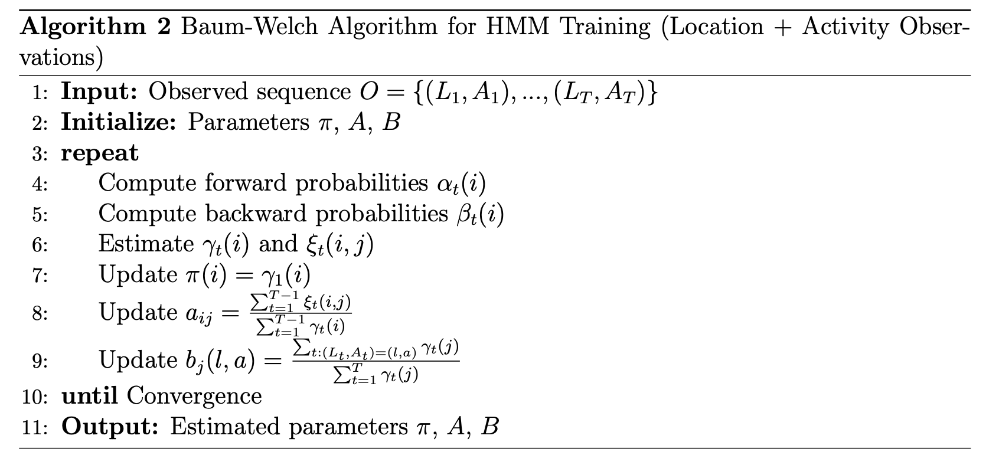 Algorithm 2 Baum-Welch Algorithm for HMM Training (Location + Activity Obser-
vations)
1: Input: Observed sequence $O = \{(L_1, A_1), ..., (L_T, A_T)\}$
2: Initialize: Parameters $\pi$, $A$, $B$
3: repeat
4: Compute forward probabilities $\alpha_t(i)$
5: Compute backward probabilities $\beta_t(i)$
6: Estimate $\gamma_t(i)$ and $\xi_t(i, j)$
7: Update $\pi(i) = \gamma_1(i)$
8: Update $a_{ij} = \frac{\sum_{t=1}^{T-1} \xi_t(i,j)}{\sum_{t=1}^{T-1} \gamma_t(i)}$
9: Update $b_j(l, a) = \frac{\sum_{t:(L_t,A_t)=(l,a)} \gamma_t(j)}{\sum_{t=1}^{T} \gamma_t(j)}$
10: until Convergence
11: Output: Estimated parameters $\pi$, $A$, $B$